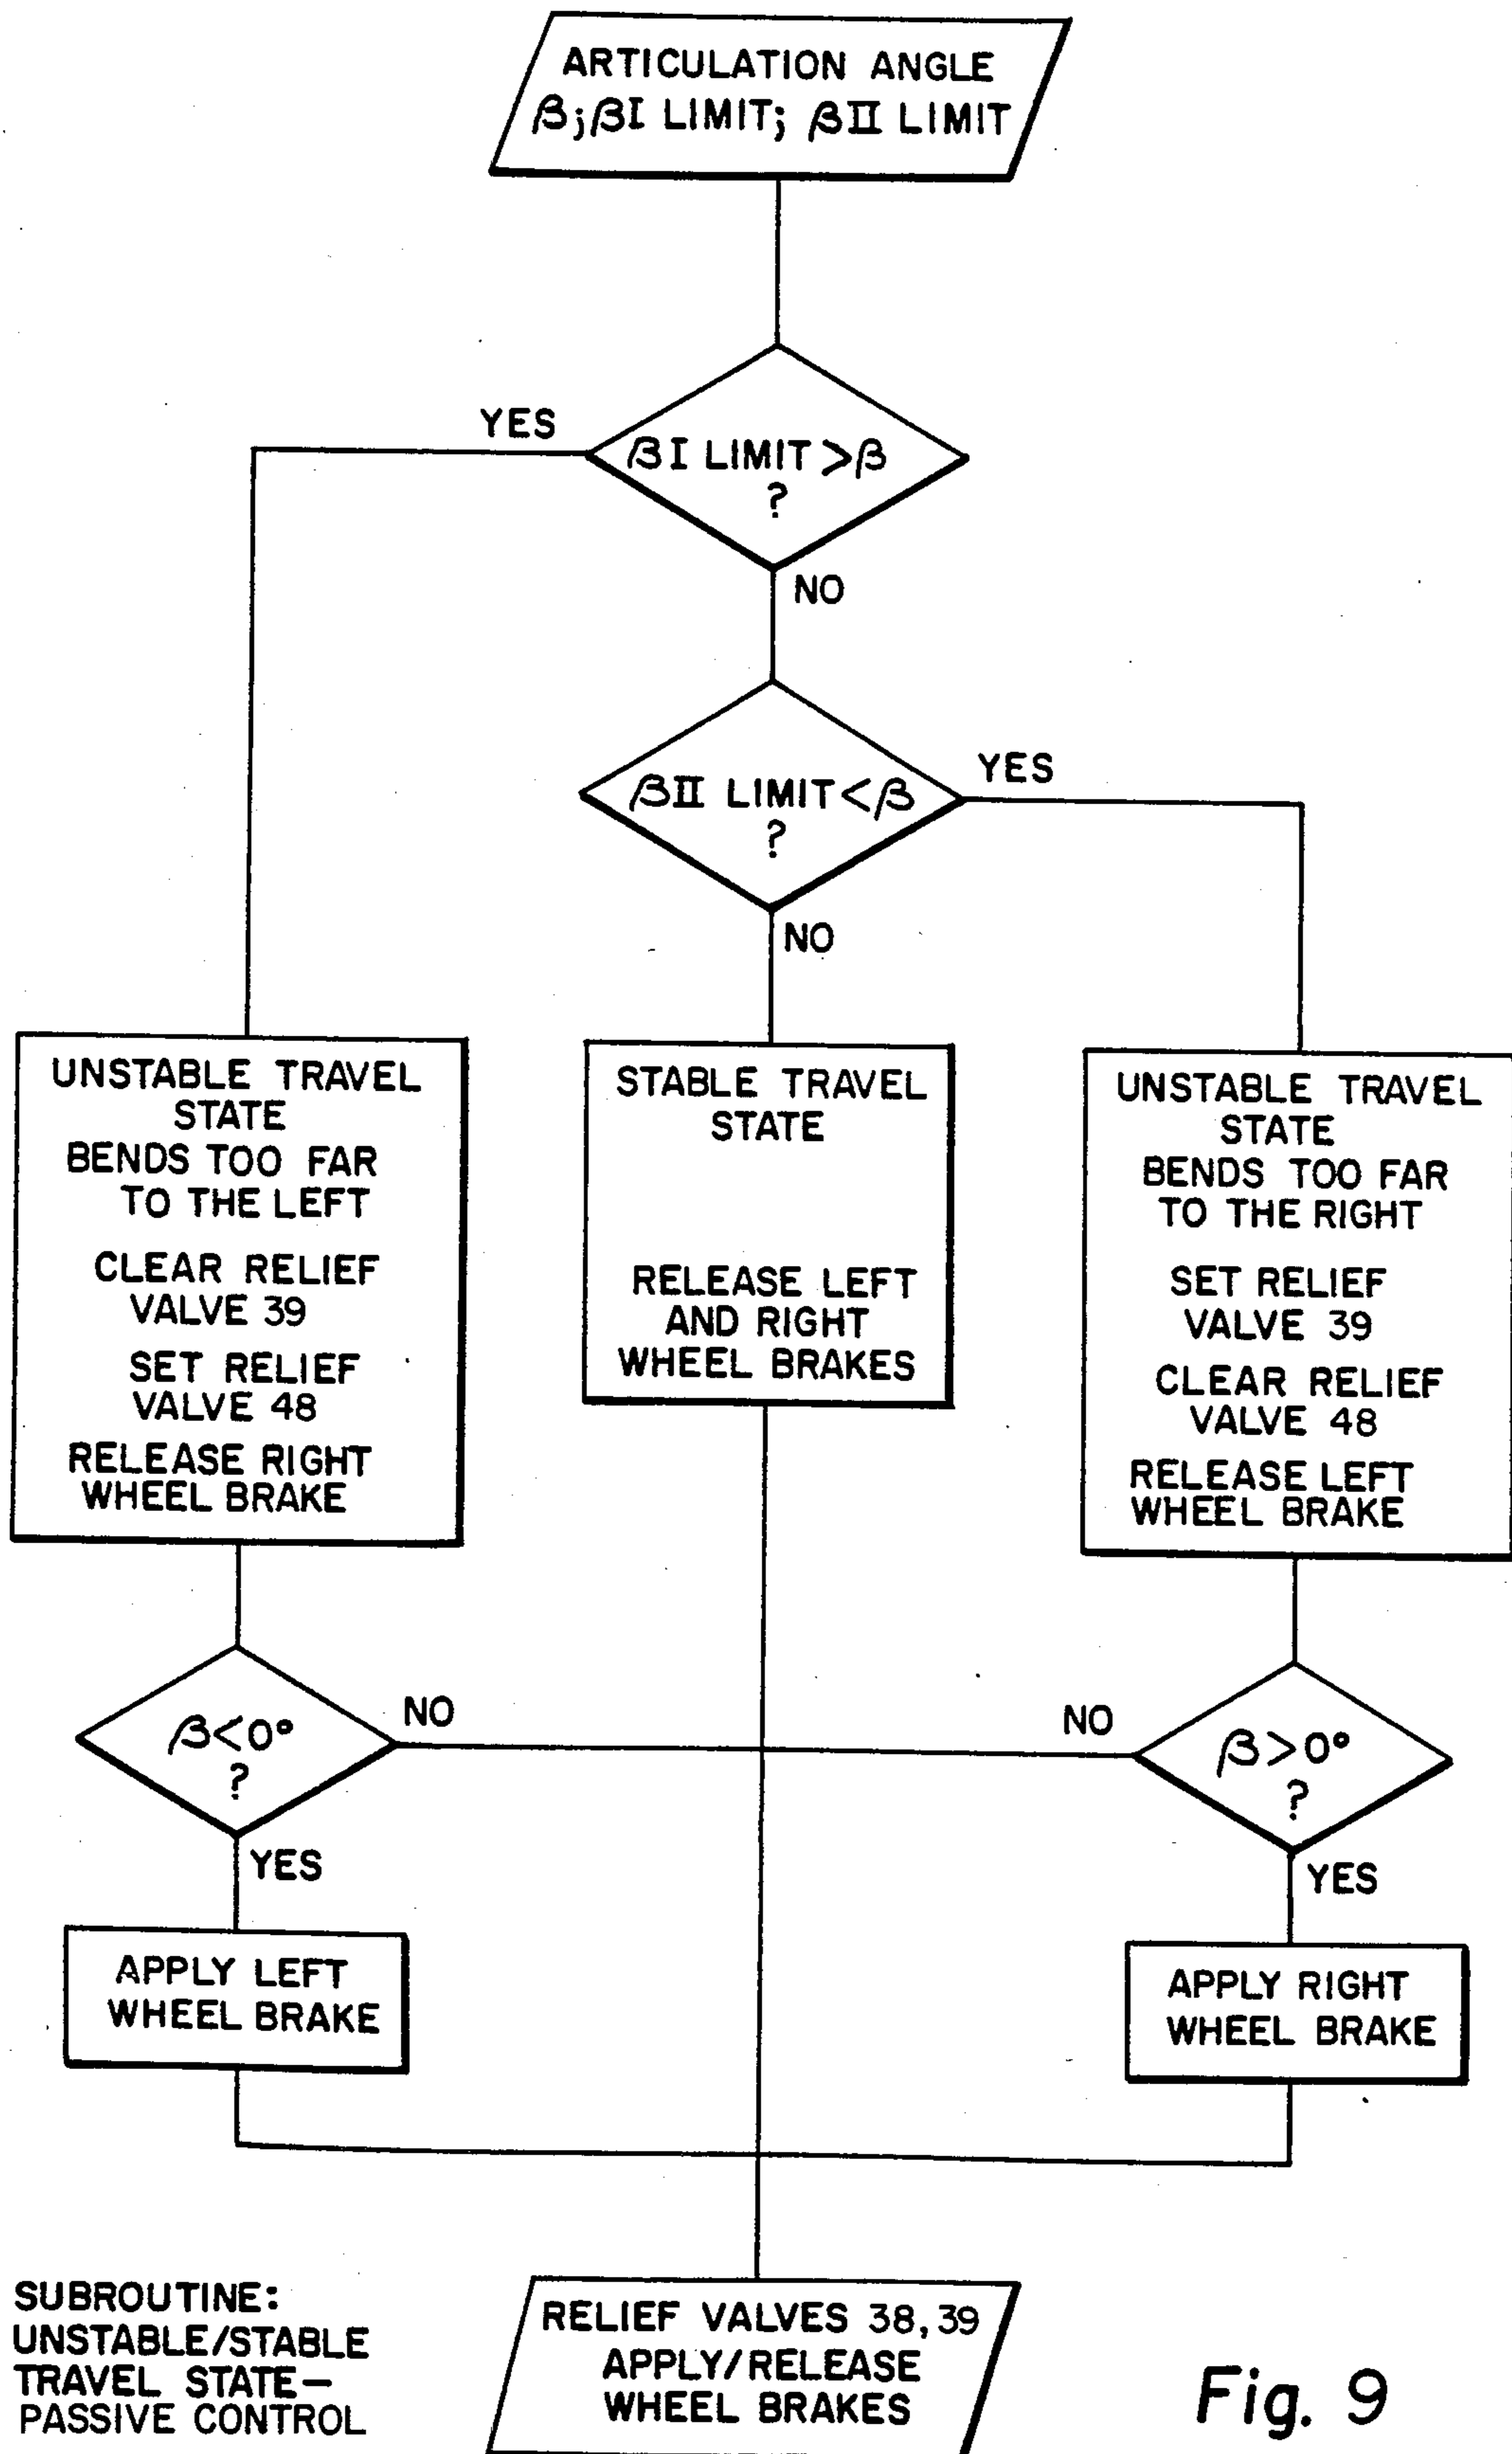 ARTICULATION ANGLE
β; βI LIMIT; βII LIMIT
YES
βI LIMIT > β
?
NO
βII LIMIT < β
?
YES
NO
UNSTABLE TRAVEL
STATE
BENDS TOO FAR
TO THE LEFT
CLEAR RELIEF
VALVE 39
SET RELIEF
VALVE 48
RELEASE RIGHT
WHEEL BRAKE
STABLE TRAVEL
STATE
RELEASE LEFT
AND RIGHT
WHEEL BRAKES
UNSTABLE TRAVEL
STATE
BENDS TOO FAR
TO THE RIGHT
SET RELIEF
VALVE 39
CLEAR RELIEF
VALVE 48
RELEASE LEFT
WHEEL BRAKE
β<0°
?
NO
YES
NO
β>0°
?
YES
APPLY LEFT
WHEEL BRAKE
APPLY RIGHT
WHEEL BRAKE
SUBROUTINE:
UNSTABLE/STABLE
TRAVEL STATE—
PASSIVE CONTROL
RELIEF VALVES 38, 39
APPLY/RELEASE
WHEEL BRAKES
Fig. 9